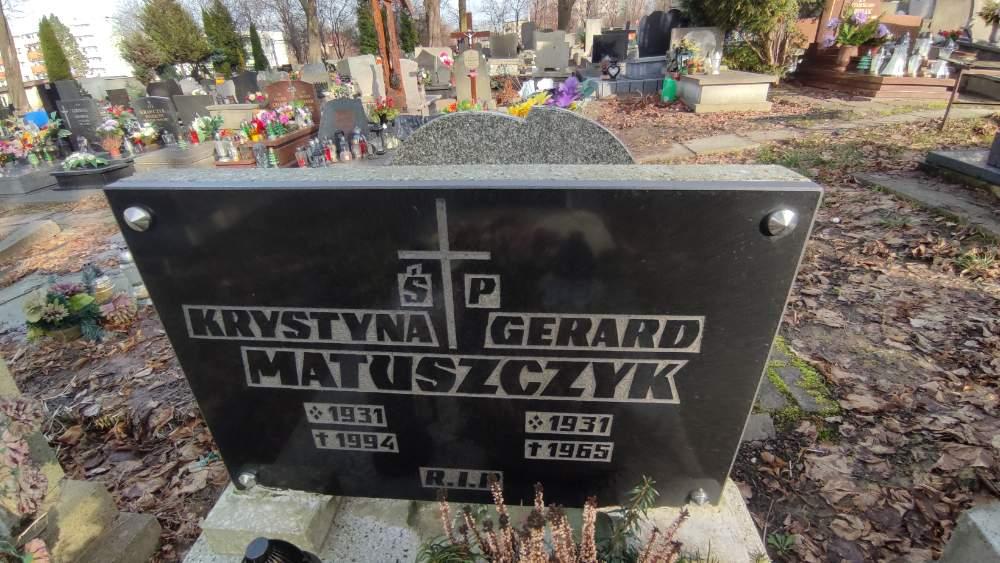 Ś P
KRYSTYNA GERARD
MATUSZCZYK
1931 1931
†1994 †1965
R.I.P